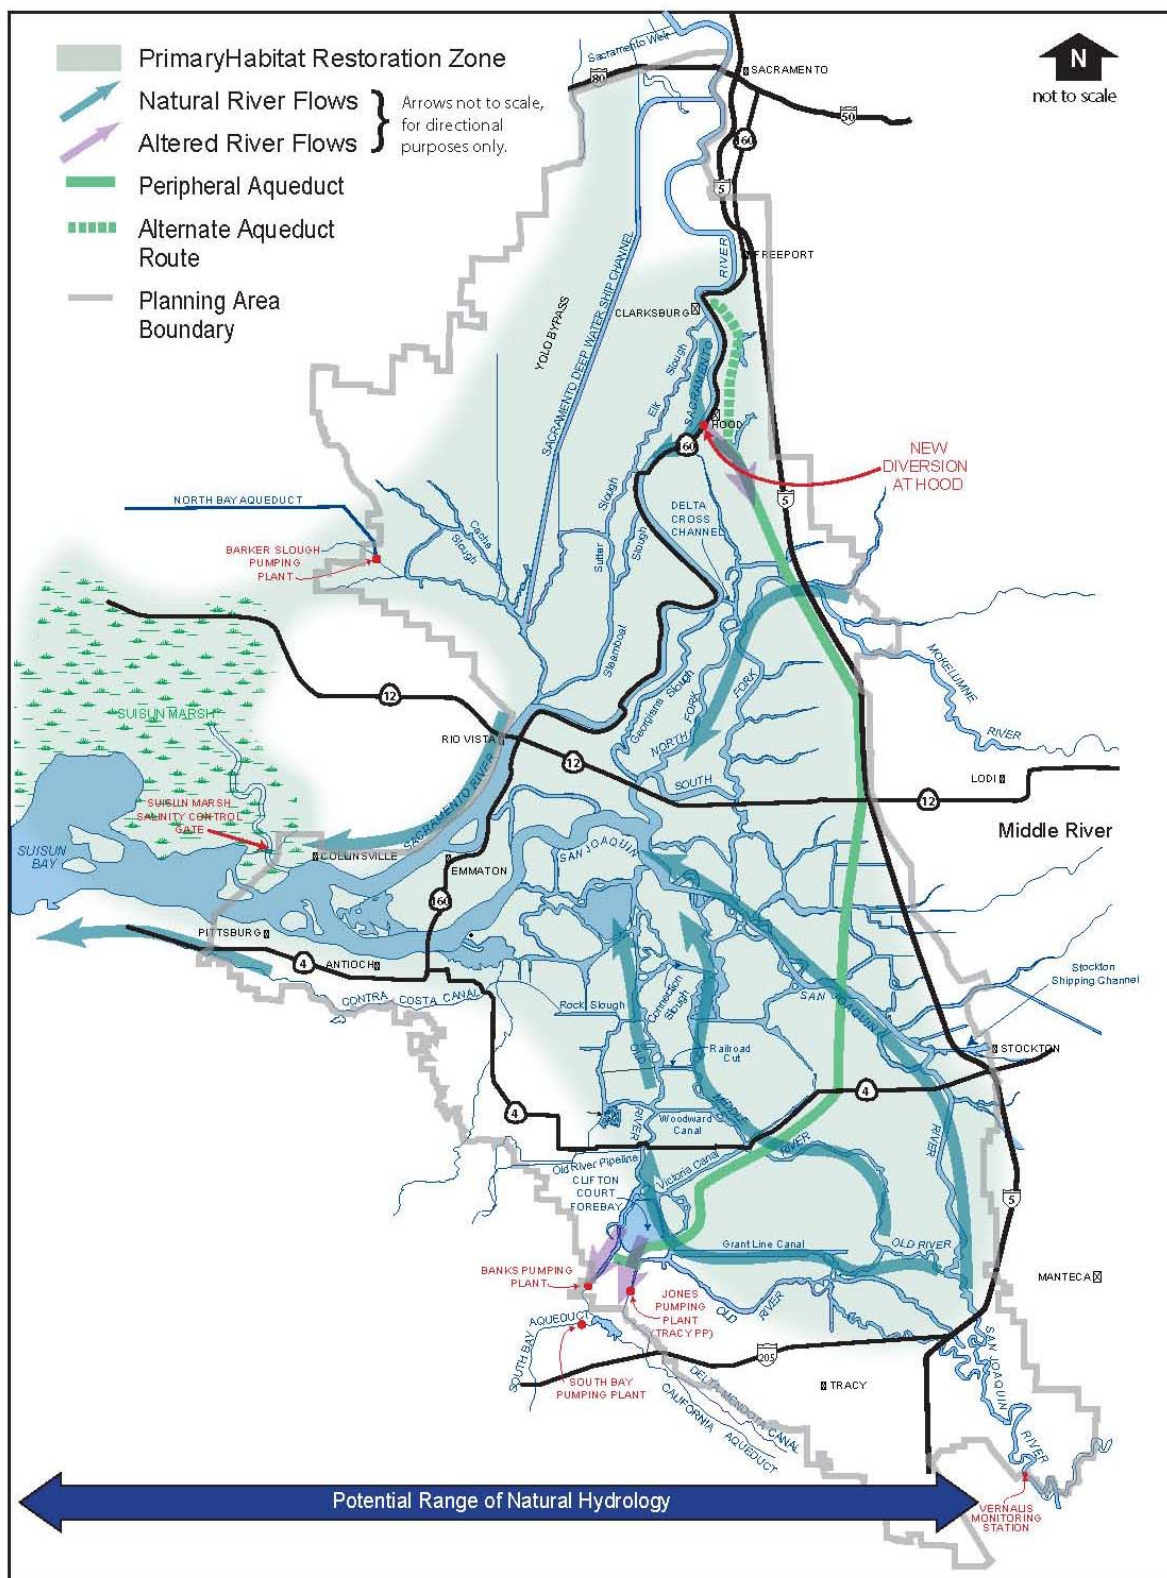 PrimaryHabitat Restoration Zone
Natural River Flows
Altered River Flows
Arrows not to scale,
for directional
purposes only.
Peripheral Aqueduct
Alternate Aqueduct
Route
Planning Area
Boundary
N
not to scale
Sacramento Weir
80
SACRAMENTO
50
160
5
FREEPORT
RIVER
CLARKSBURG
YOLO BYPASS
SACRAMENTO DEEP WATER SHIP CHANNEL
Elk Slough
SACRAMENTO
HOOD
160
NEW
DIVERSION
AT HOOD
5
NORTH BAY AQUEDUCT
BARKER SLOUGH
PUMPING
PLANT
Cache
Slough
Sutter Slough
Steamboat Slough
DELTA
CROSS
CHANNEL
MOKELUMNE
RIVER
Georgiana Slough
NORTH FORK
SOUTH FORK
12
SUISUN MARSH
RIO VISTA
12
LODI
12
SUISUN MARSH
SALINITY CONTROL
GATE
SACRAMENTO RIVER
SUISUN
BAY
COLLINSVILLE
EMMATON
SAN JOAQUIN
Middle River
160
PITTSBURG
4
ANTIOCH
CONTRA COSTA CANAL
Rock Slough
Connection
Slough
SAN JOAQUIN
RIVER
Stockton
Shipping Channel
STOCKTON
OLD
RIVER
Railroad
Cut
4
4
Woodward
Canal
MIDDLE
RIVER
Old River Pipeline
Victoria Canal
CLIFTON
COURT
FOREBAY
5
Grant Line Canal
OLD RIVER
BANKS PUMPING
PLANT
JONES
PUMPING
PLANT
(TRACY PP)
OLD
RIVER
MANTECA
SOUTH BAY AQUEDUCT
205
SOUTH BAY
PUMPING PLANT
TRACY
DELTA MENDOTA CANAL
CALIFORNIA AQUEDUCT
SAN JOAQUIN
RIVER
VERNALIS
MONITORING
STATION
Potential Range of Natural Hydrology